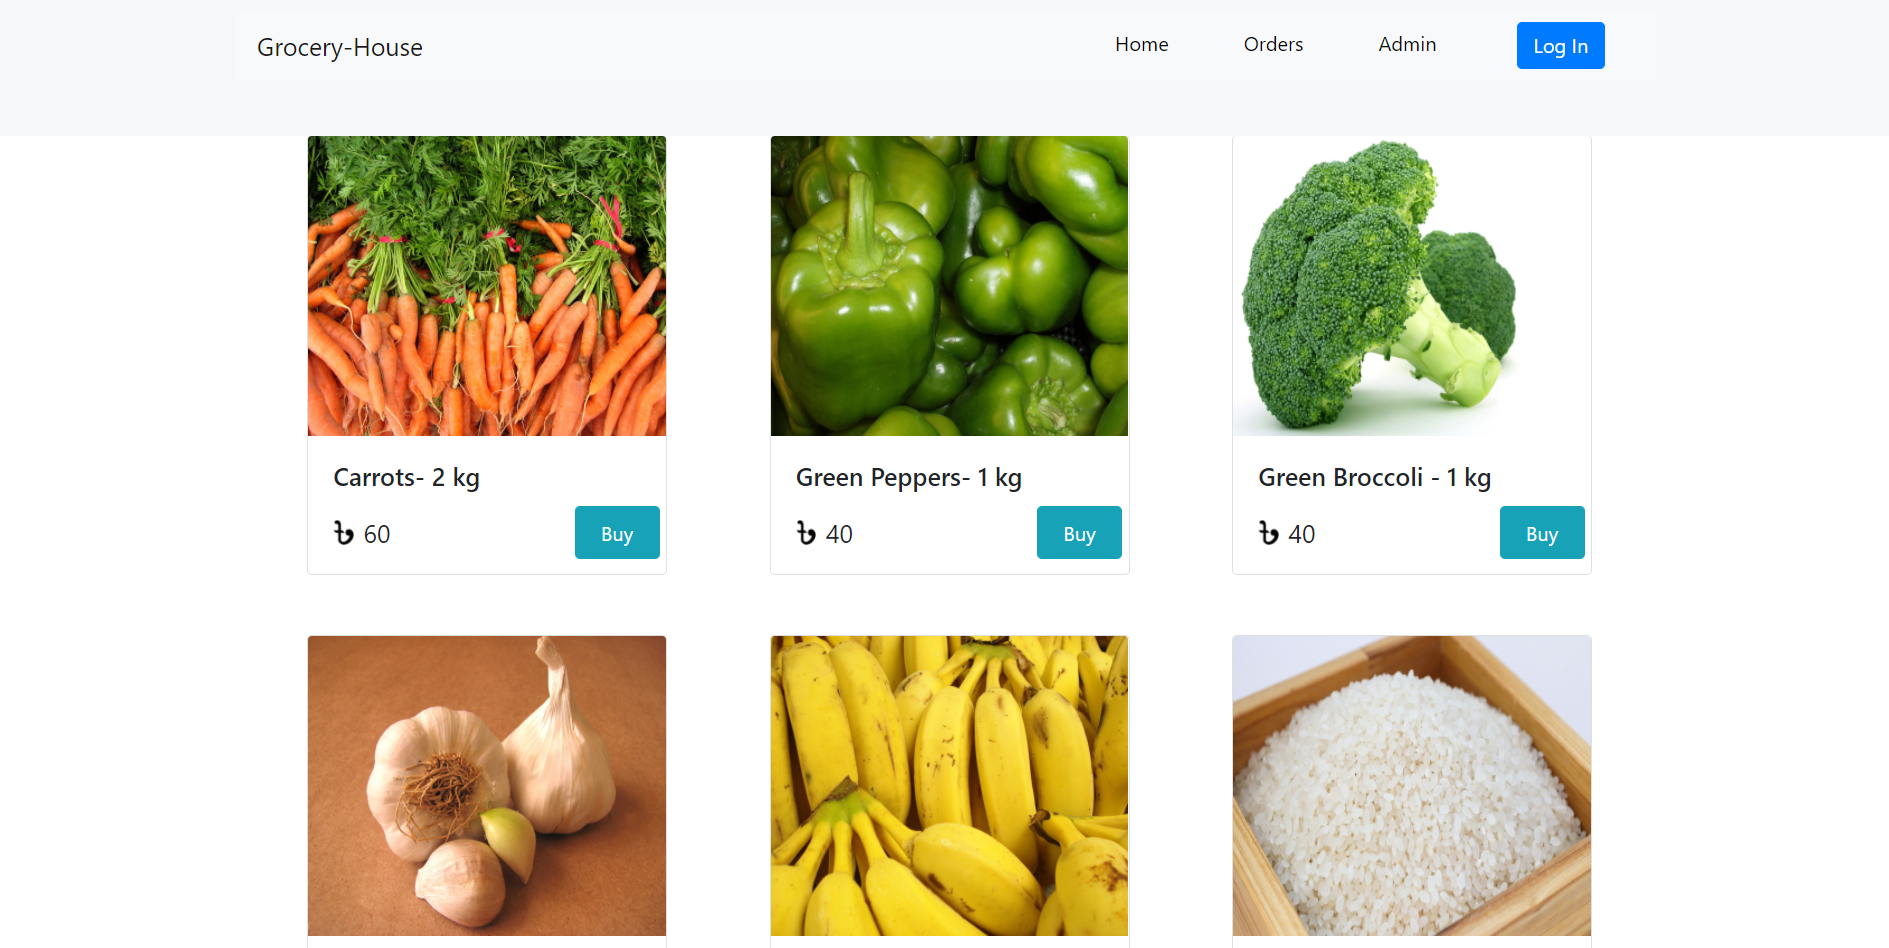 Grocery-House
Home
Orders
Admin
Log In
Carrots- 2 kg
৳ 60
Buy
Green Peppers- 1 kg
৳ 40
Buy
Green Broccoli - 1 kg
৳ 40
Buy